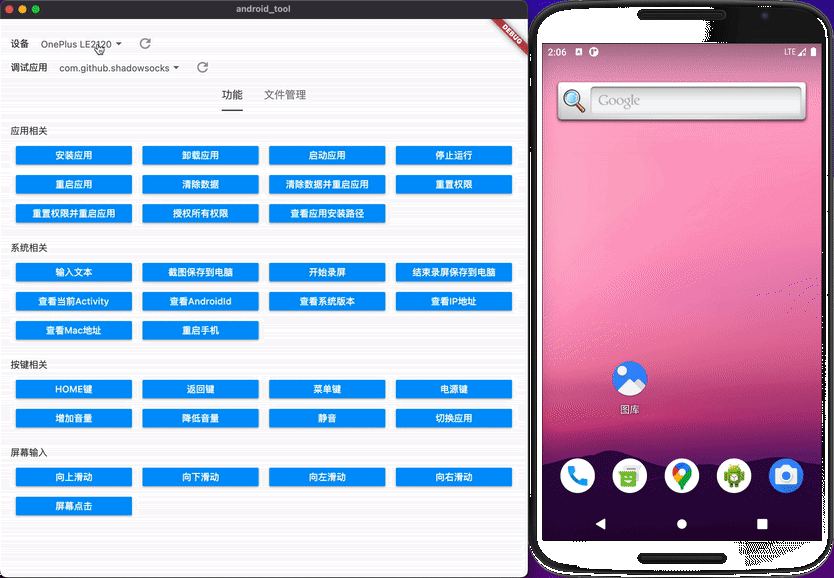 android_tool
DEBUG
设备 OnePlus LE2120
调试应用 com.github.shadowsocks
功能 文件管理
应用相关
安装应用 卸载应用 启动应用 停止运行
重启应用 清除数据 清除数据并重启应用 重置权限
重置权限并重启应用 授权所有权限 查看应用安装路径
系统相关
输入文本 截图保存到电脑 开始录屏 结束录屏保存到电脑
查看当前Activity 查看AndroidId 查看系统版本 查看IP地址
查看Mac地址 重启手机
按键相关
HOME键 返回键 菜单键 电源键
增加音量 降低音量 静音 切换应用
屏幕输入
向上滑动 向下滑动 向左滑动 向右滑动
屏幕点击
2:06 LTE
Google
图库